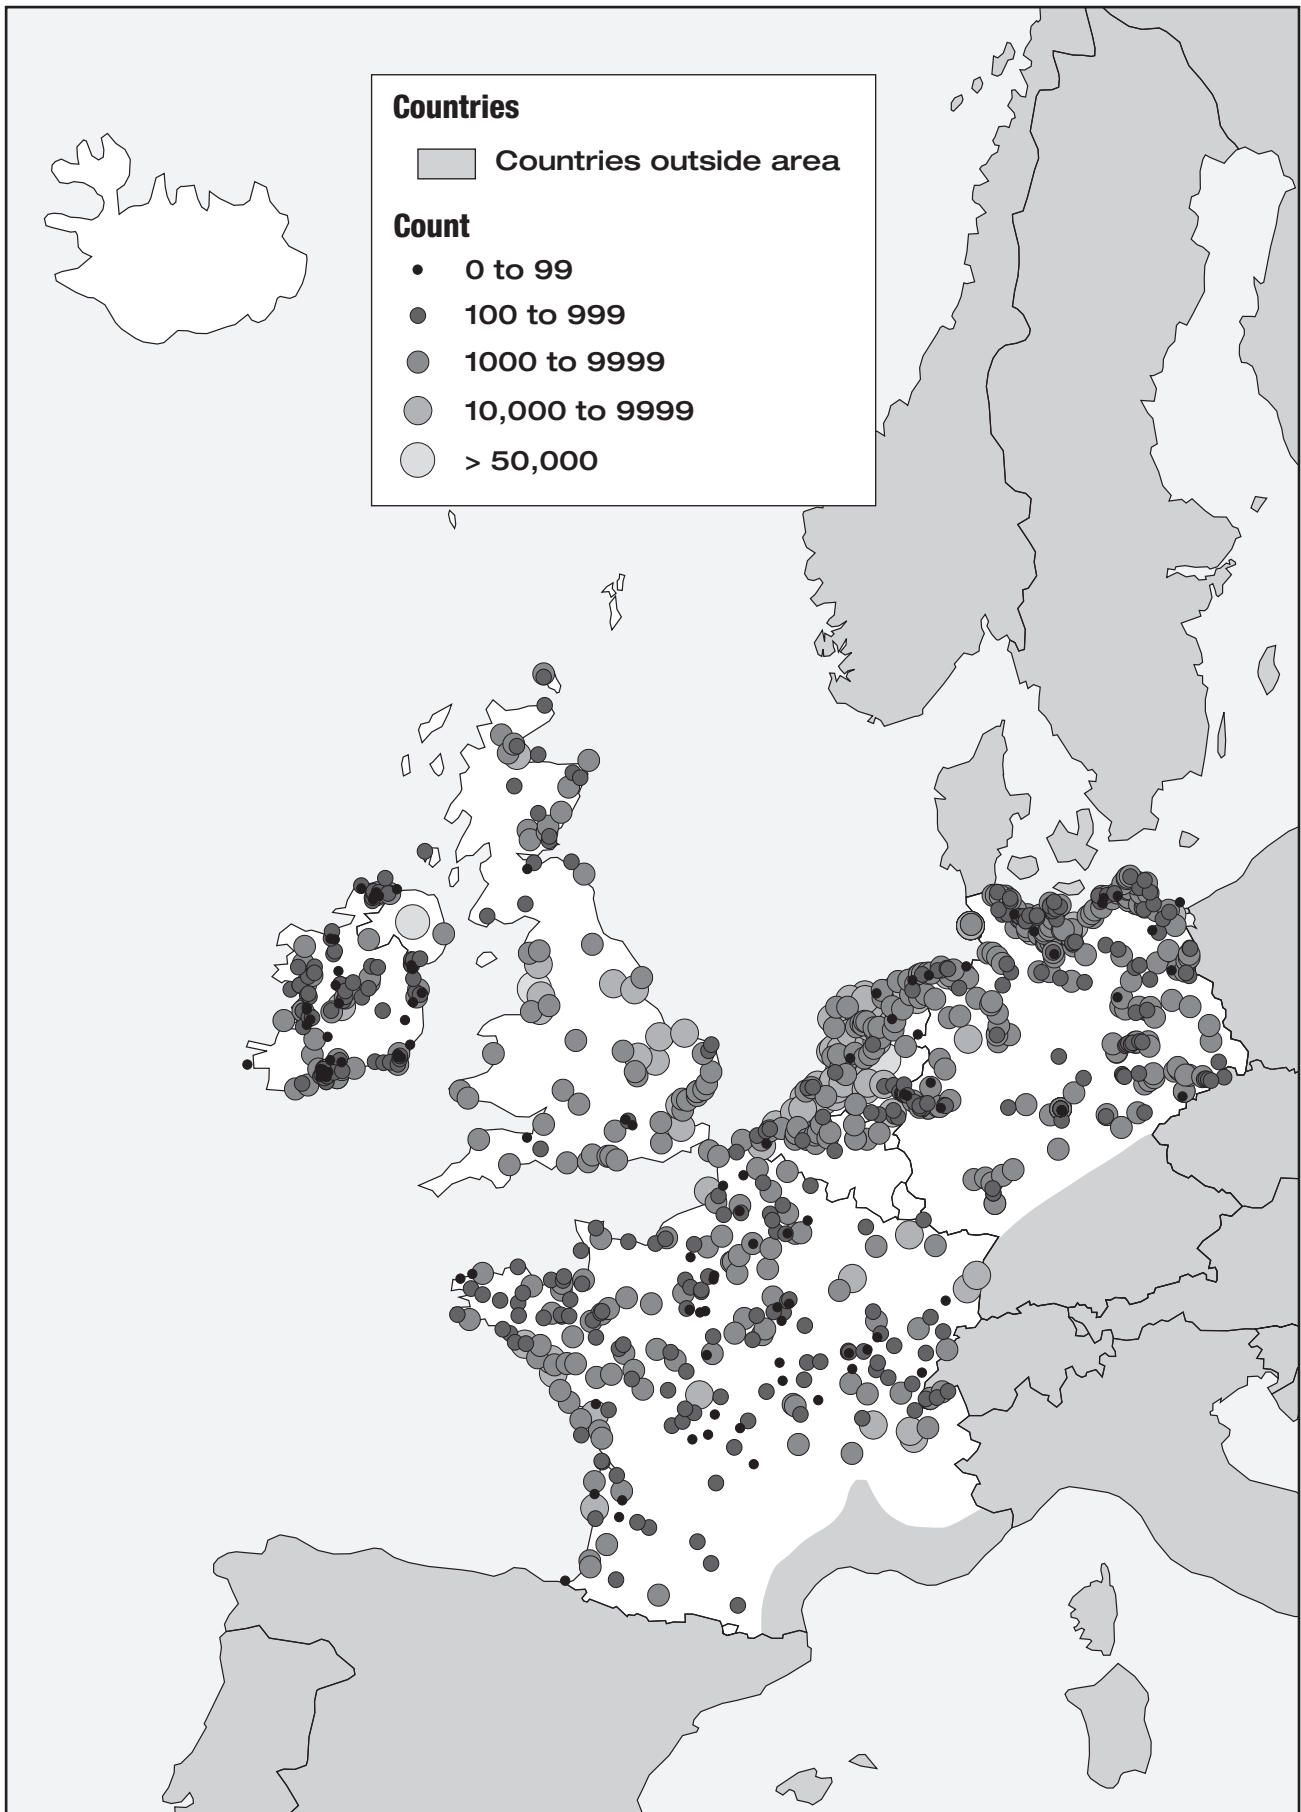 Countries
Countries outside area
Count
0 to 99
100 to 999
1000 to 9999
10,000 to 9999
> 50,000